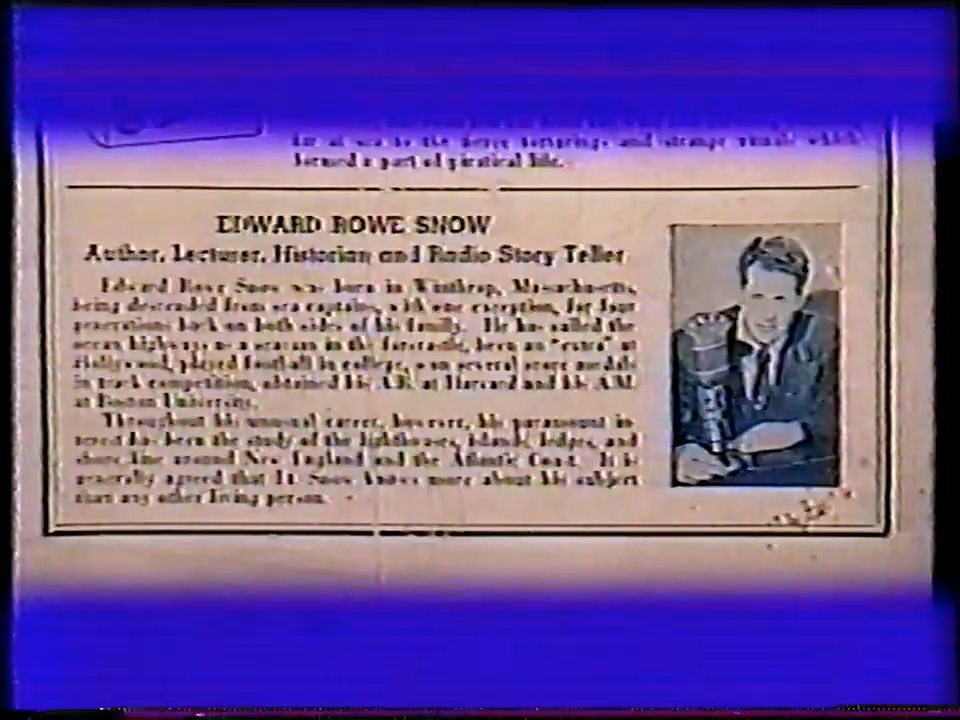 far at sea to the fierce torturings and strange rituals which
formed a part of piratical life.
EDWARD ROWE SNOW
Author, Lecturer, Historian and Radio Story Teller
Edward Rowe Snow was born in Winthrop, Massachusetts,
being descended from sea captains, with one exception, for four
generations back on both sides of his family. He has sailed the
ocean highways as a seaman in the forecastle, been an "extra" at
Hollywood, played football in college, won several score medals
in track competition, obtained his A.B. at Harvard and his A.M.
at Boston University.
Throughout his unusual career, however, his paramount in-
terest has been the study of the lighthouses, islands, ledges, and
shore line around New England and the Atlantic Coast. It is
generally agreed that Lt. Snow knows more about his subject
than any other living person.